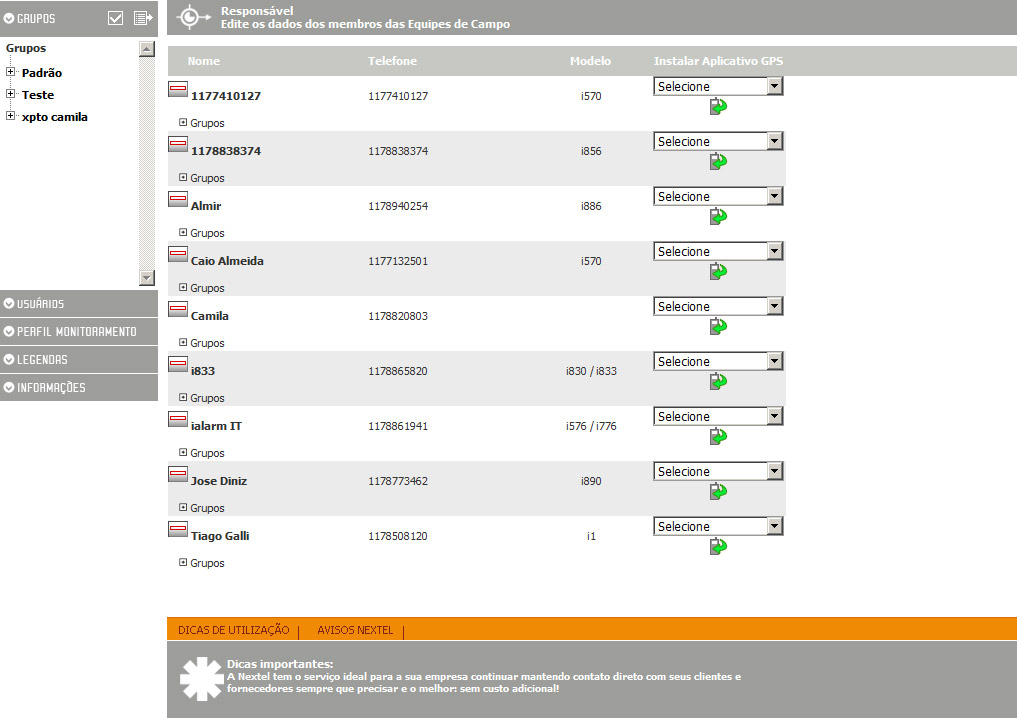 GRUPOS
Grupos
Padrão
Teste
xpto camila
USUÁRIOS
PERFIL MONITORAMENTO
LEGENDAS
INFORMAÇÕES
Responsável
Edite os dados dos membros das Equipes de Campo
Nome Telefone Modelo Instalar Aplicativo GPS
1177410127 1177410127 i570 Selecione
Grupos
1178838374 1178838374 i856 Selecione
Grupos
Almir 1178940254 i886 Selecione
Grupos
Caio Almeida 1177132501 i570 Selecione
Grupos
Camila 1178820803 Selecione
Grupos
i833 1178865820 i830 / i833 Selecione
Grupos
ialarm IT 1178861941 i576 / i776 Selecione
Grupos
Jose Diniz 1178773462 i890 Selecione
Grupos
Tiago Galli 1178508120 i1 Selecione
Grupos
DICAS DE UTILIZAÇÃO | AVISOS NEXTEL |
Dicas importantes:
A Nextel tem o serviço ideal para a sua empresa continuar mantendo contato direto com seus clientes e
fornecedores sempre que precisar e o melhor: sem custo adicional!